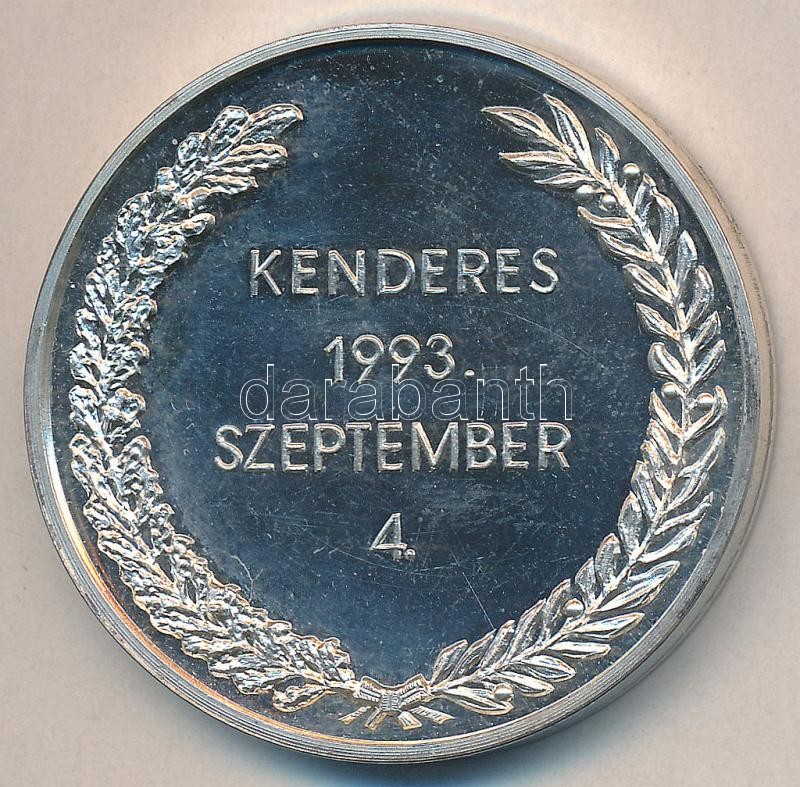 KENDERES
1993.
darabanth
SZEPTEMBER
4.